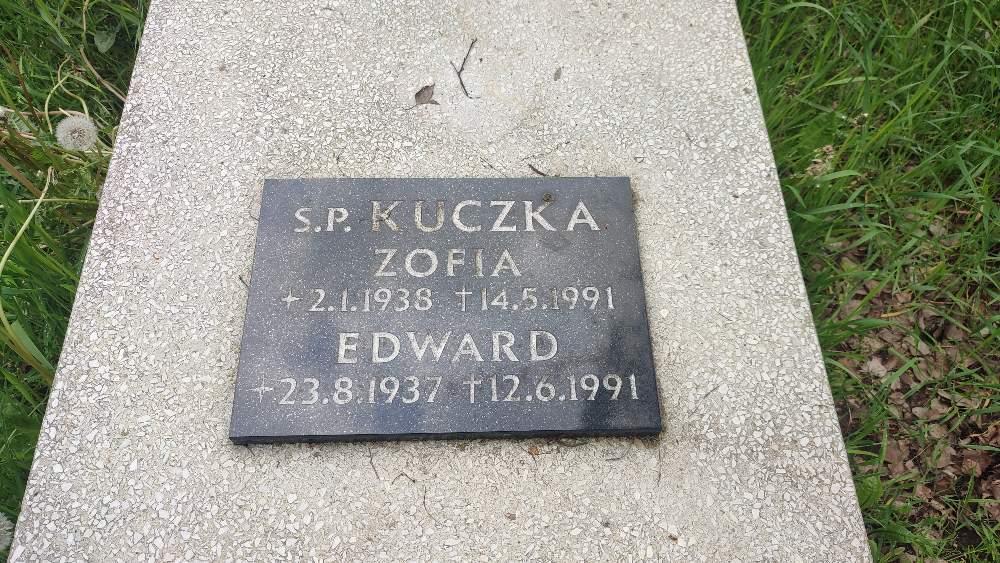 S.P. KUCZKA
ZOFIA
+2.1.1938 †14.5.1991
EDWARD
+23.8.1937 †12.6.1991